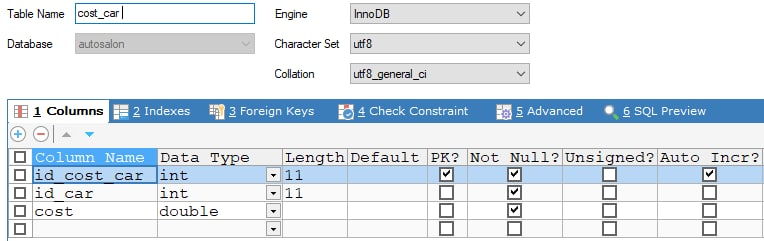 Table Name cost_car Engine InnoDB
Database autosalon Character Set utf8
Collation utf8_general_ci
1 Columns 2 Indexes 3 Foreign Keys 4 Check Constraint 5 Advanced 6 SQL Preview
Column Name Data Type Length Default PK? Not Null? Unsigned? Auto Incr?
id_cost_car int 11
id_car int 11
cost double